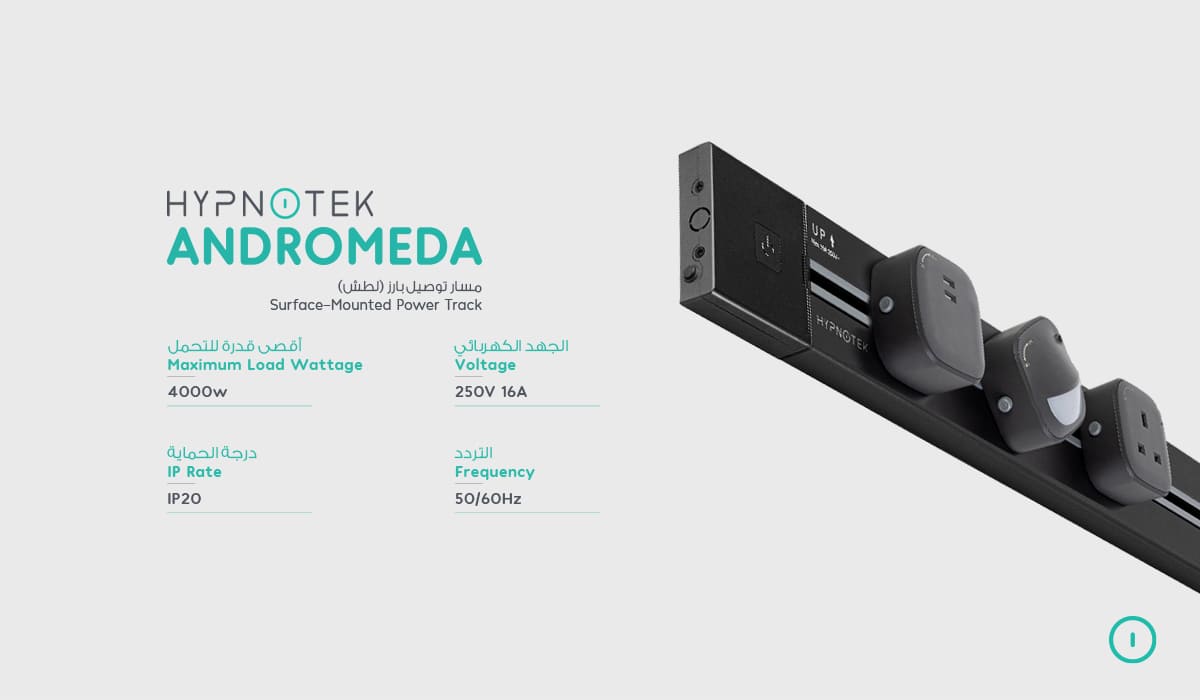 HYPNOTEK
ANDROMEDA
مسار توصيل بارز (لطش)
Surface-Mounted Power Track
أقصى قدرة للتحمل
Maximum Load Wattage
4000w
الجهد الكهربائي
Voltage
250V 16A
درجة الحماية
IP Rate
IP20
التردد
Frequency
50/60Hz
UP
HYPNOTEK